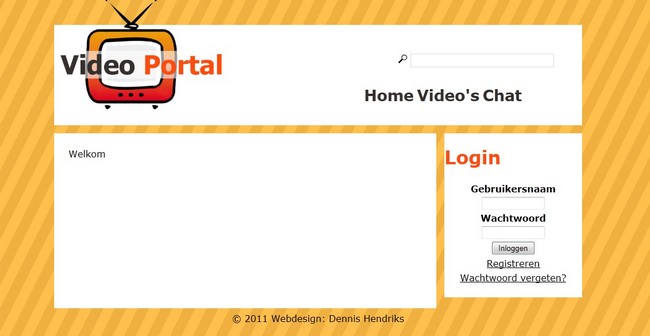 Video Portal
Home Video's Chat
Welkom
Login
Gebruikersnaam
Wachtwoord
Inloggen
Registreren
Wachtwoord vergeten?
© 2011 Webdesign: Dennis Hendriks